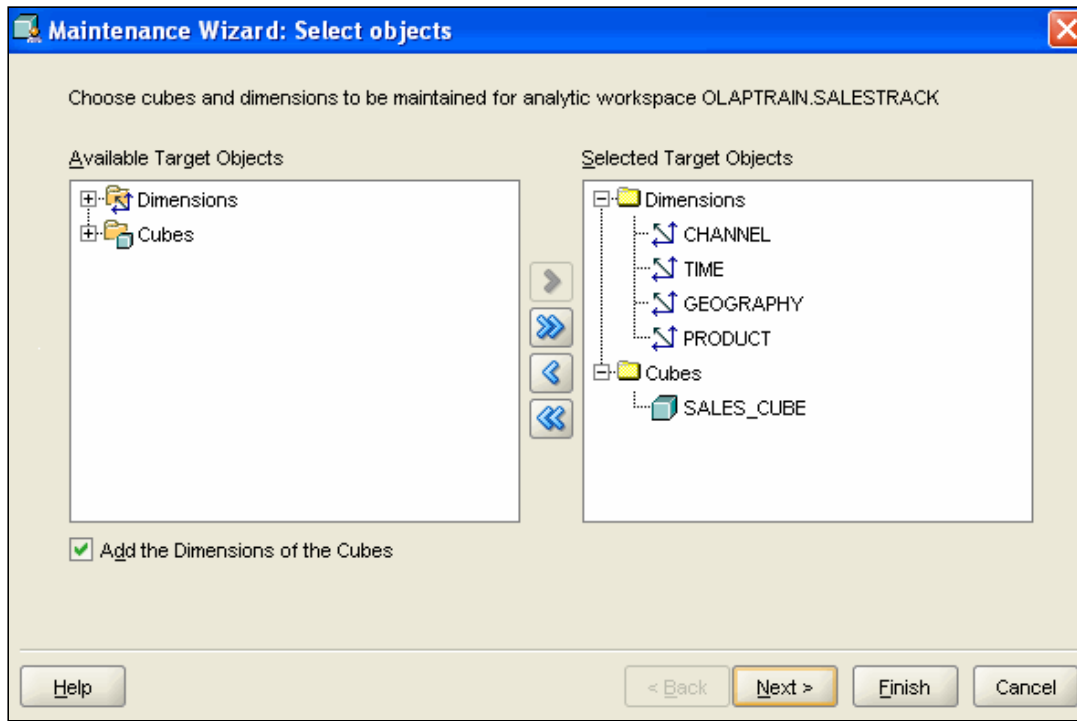 Maintenance Wizard: Select objects
Choose cubes and dimensions to be maintained for analytic workspace OLAPTRAIN.SALESTRACK
Available Target Objects
Dimensions
Cubes
Selected Target Objects
Dimensions
CHANNEL
TIME
GEOGRAPHY
PRODUCT
Cubes
SALES_CUBE
Add the Dimensions of the Cubes
Help
< Back
Next >
Finish
Cancel